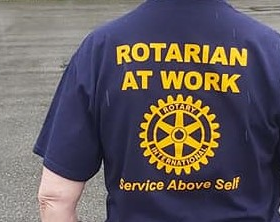 ROTARIAN
AT WORK
ROTARY
INTERNATIONAL
Service Above Self